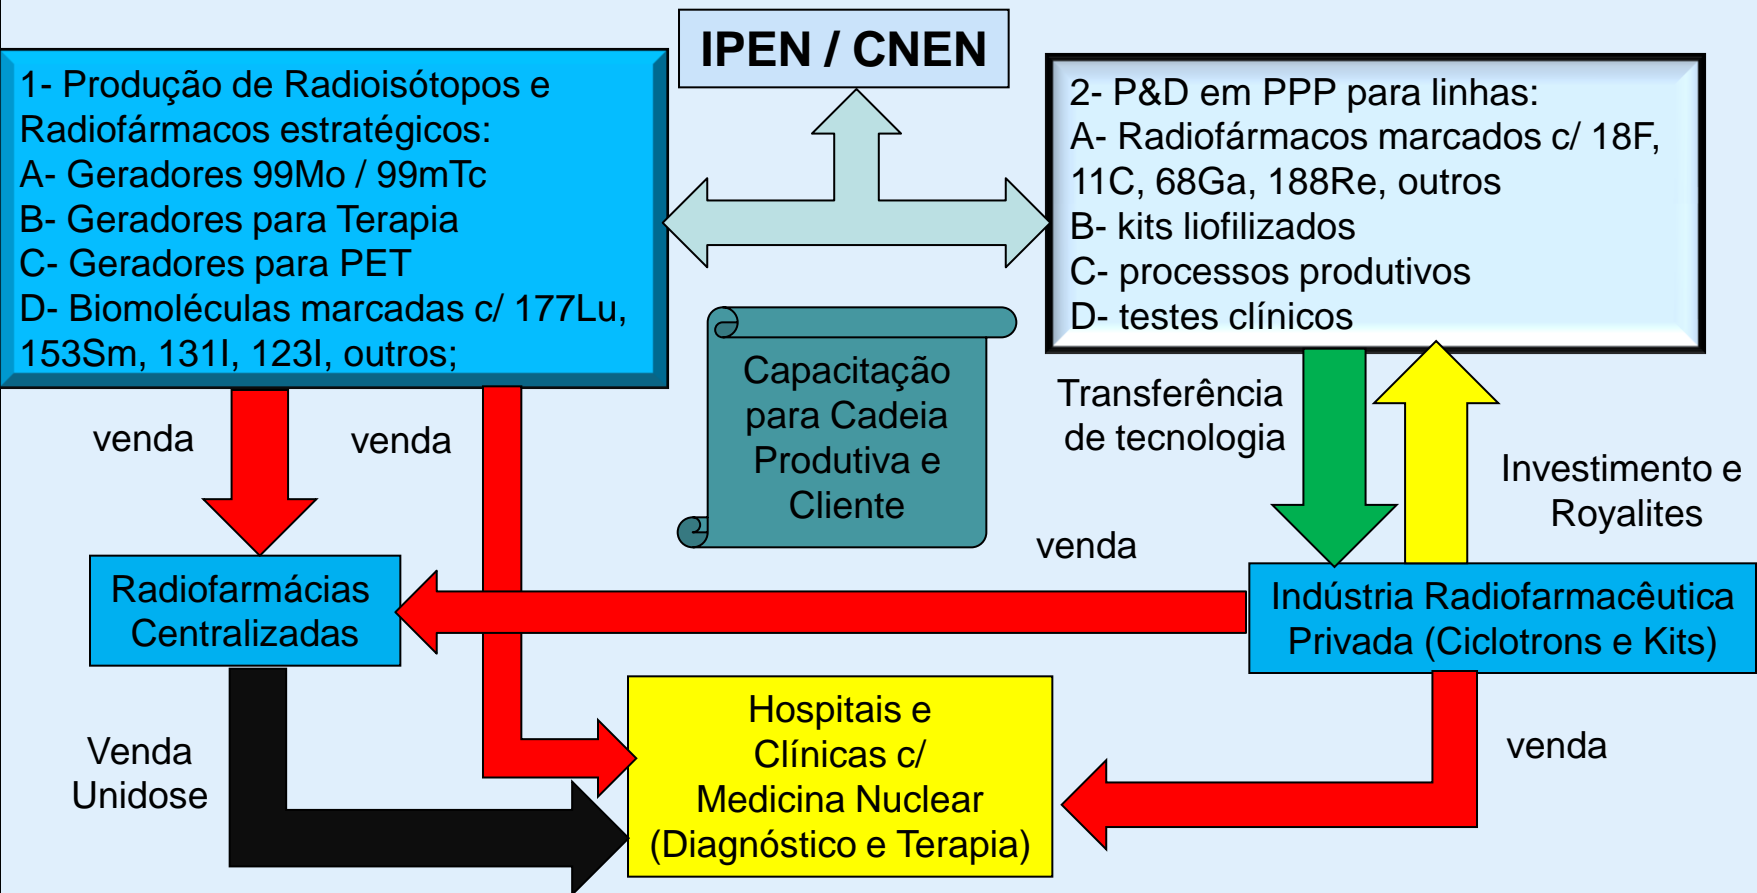 IPEN / CNEN
1- Produção de Radioisótopos e
Radiofármacos estratégicos:
A- Geradores 99Mo / 99mTc
B- Geradores para Terapia
C- Geradores para PET
D- Biomoléculas marcadas c/ 177Lu,
153Sm, 131I, 123I, outros;
2- P&D em PPP para linhas:
A- Radiofármacos marcados c/ 18F,
11C, 68Ga, 188Re, outros
B- kits liofilizados
C- processos produtivos
D- testes clínicos
Capacitação
para Cadeia
Produtiva e
Cliente
Transferência
de tecnologia
Investimento e
Royalites
venda
venda
venda
Radiofarmácias
Centralizadas
Indústria Radiofarmacêutica
Privada (Ciclotrons e Kits)
Venda
Unidose
Hospitais e
Clínicas c/
Medicina Nuclear
(Diagnóstico e Terapia)
venda